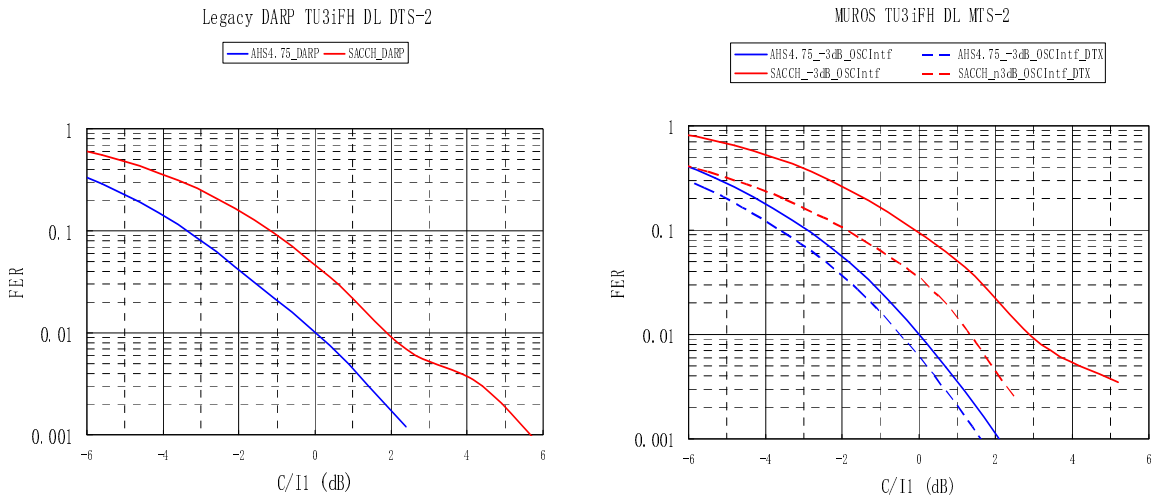 Legacy DARP TU3iFH DL DTS-2
AHS4.75_DARP SACCH_DARP
1
0.1
0.01
0.001
FER
-6 -4 -2 0 2 4 6
C/I1 (dB)
MUROS TU3iFH DL MTS-2
AHS4.75_-3dB_OSCIntf AHS4.75_-3dB_OSCIntf_DTX
SACCH_-3dB_OSCIntf SACCH_n3dB_OSCIntf_DTX
1
0.1
0.01
0.001
FER
-6 -4 -2 0 2 4 6
C/I1 (dB)